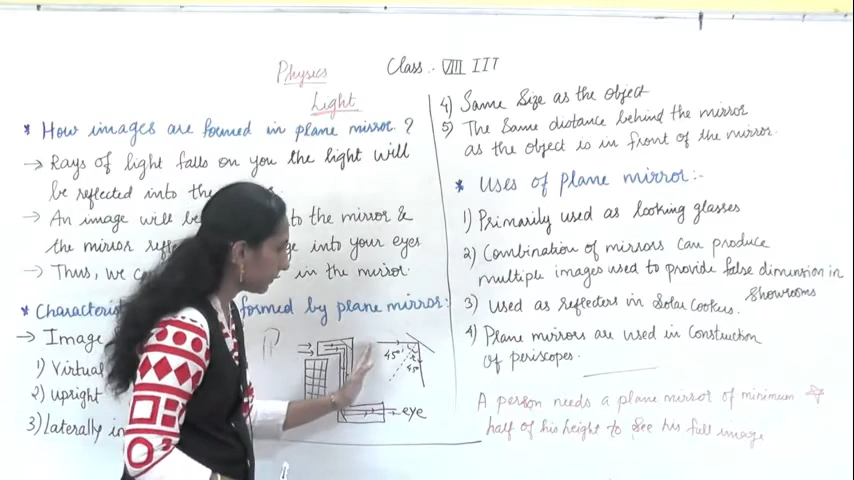 Physics
Class :- VIII III
Light
* How images are formed in plane mirror ?
→ Rays of light falls on you the light will
be reflected into the
→ An image will be to the mirror &
the mirror into your eyes
→ Thus, we in the mirror.
* formed by plane mirror:
→ Image
1) Virtual
2) Upright
3) Laterally
45°
45°
eye
4) Same Size as the object
5) The Same distance behind the mirror
as the object is in front of the mirror.
* Uses of plane mirror:-
1) Primarily used as looking glasses
2) Combination of mirrors can produce
multiple images used to provide false dimension in
Showrooms
3) Used as reflecters in Solar Cookers.
4) Plane mirrors are used in Construction
of periscopes.
A person needs a plane mirror of minimum
half of his height to see his full image